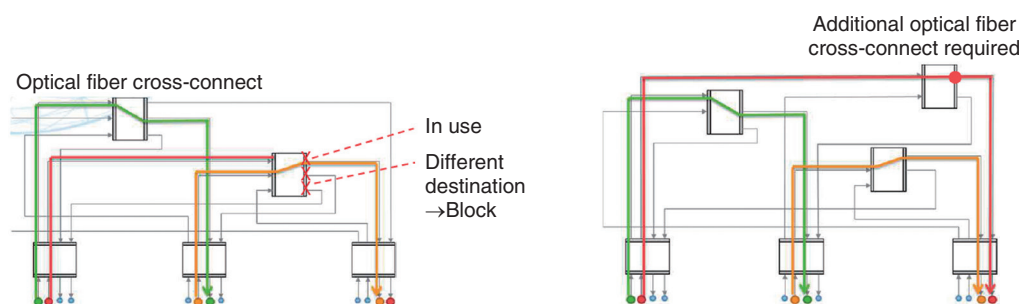 Optical fiber cross-connect
In use
Different
destination
→Block
Additional optical fiber
cross-connect required